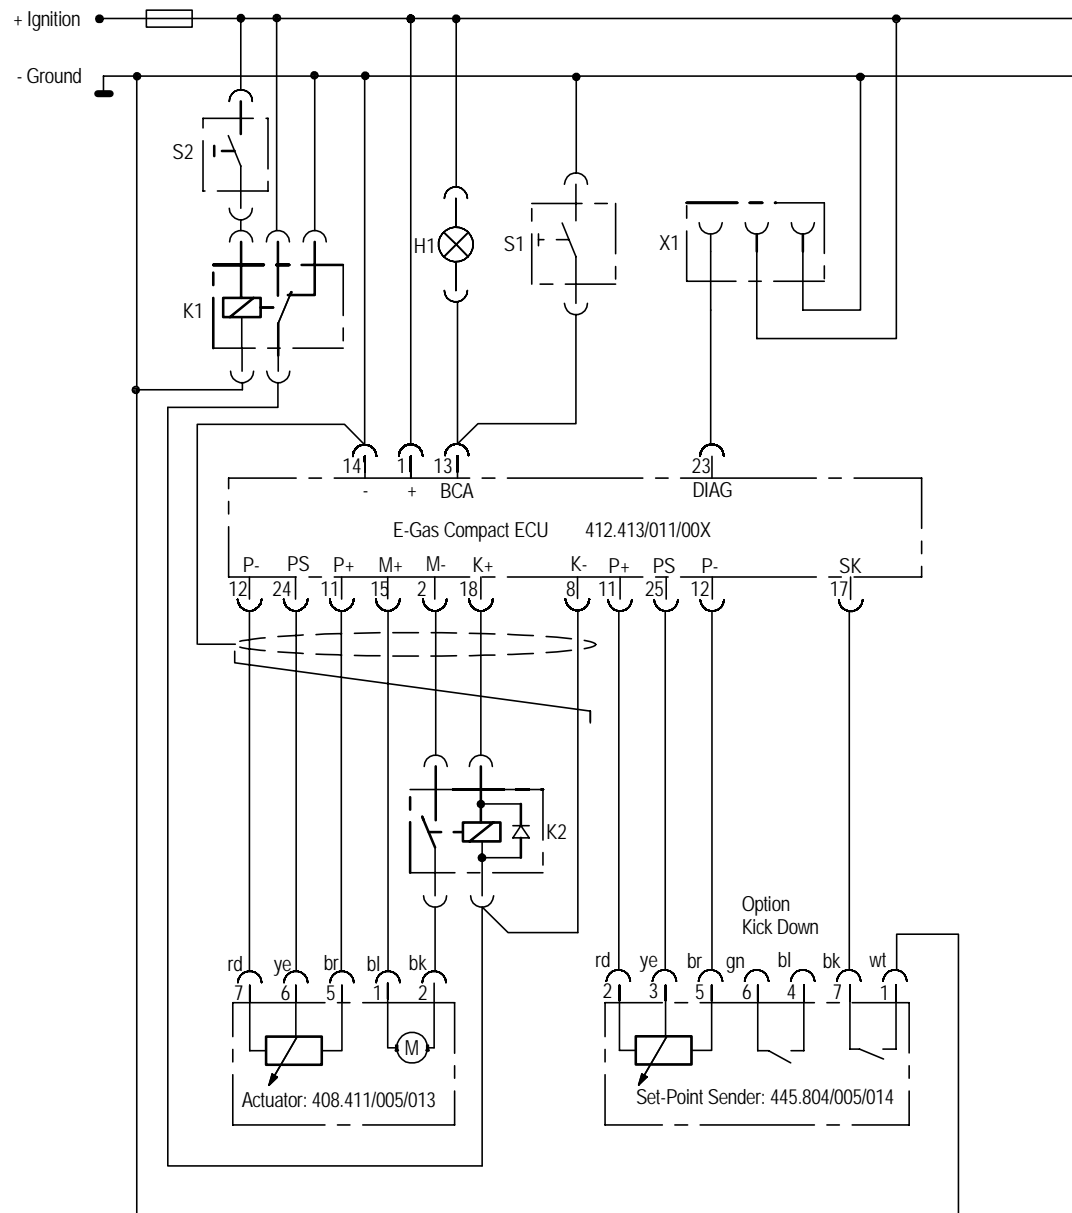 + Ignition
- Ground
S2
K1
H1
S1
X1
14 1 13 23
- + BCA DIAG
E-Gas Compact ECU 412.413/011/00X
P- PS P+ M+ M- K+ K- P+ PS P- SK
12 24 11 15 2 18 8 11 25 12 17
K2
Option
Kick Down
rd ye br bl bk rd ye br gn bl bk wt
7 6 5 1 2 2 3 5 6 4 7 1
M
Actuator: 408.411/005/013
Set-Point Sender: 445.804/005/014